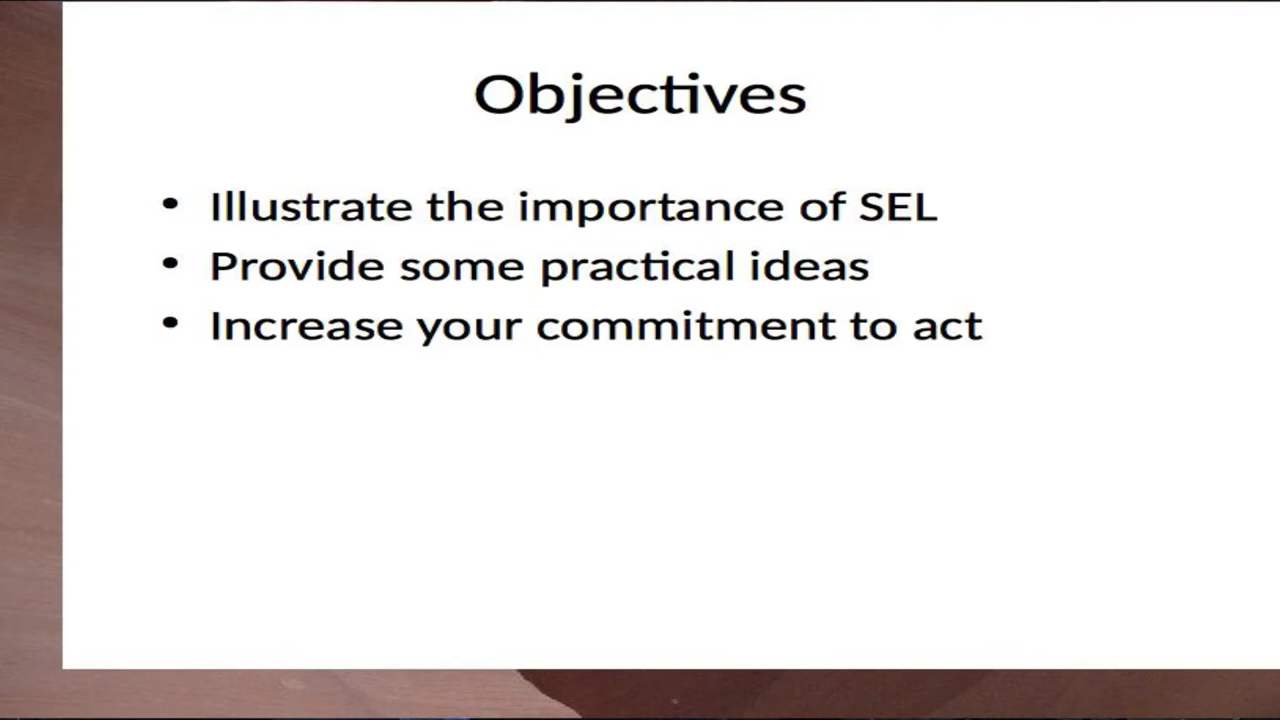 Objectives
• Illustrate the importance of SEL
• Provide some practical ideas
• Increase your commitment to act